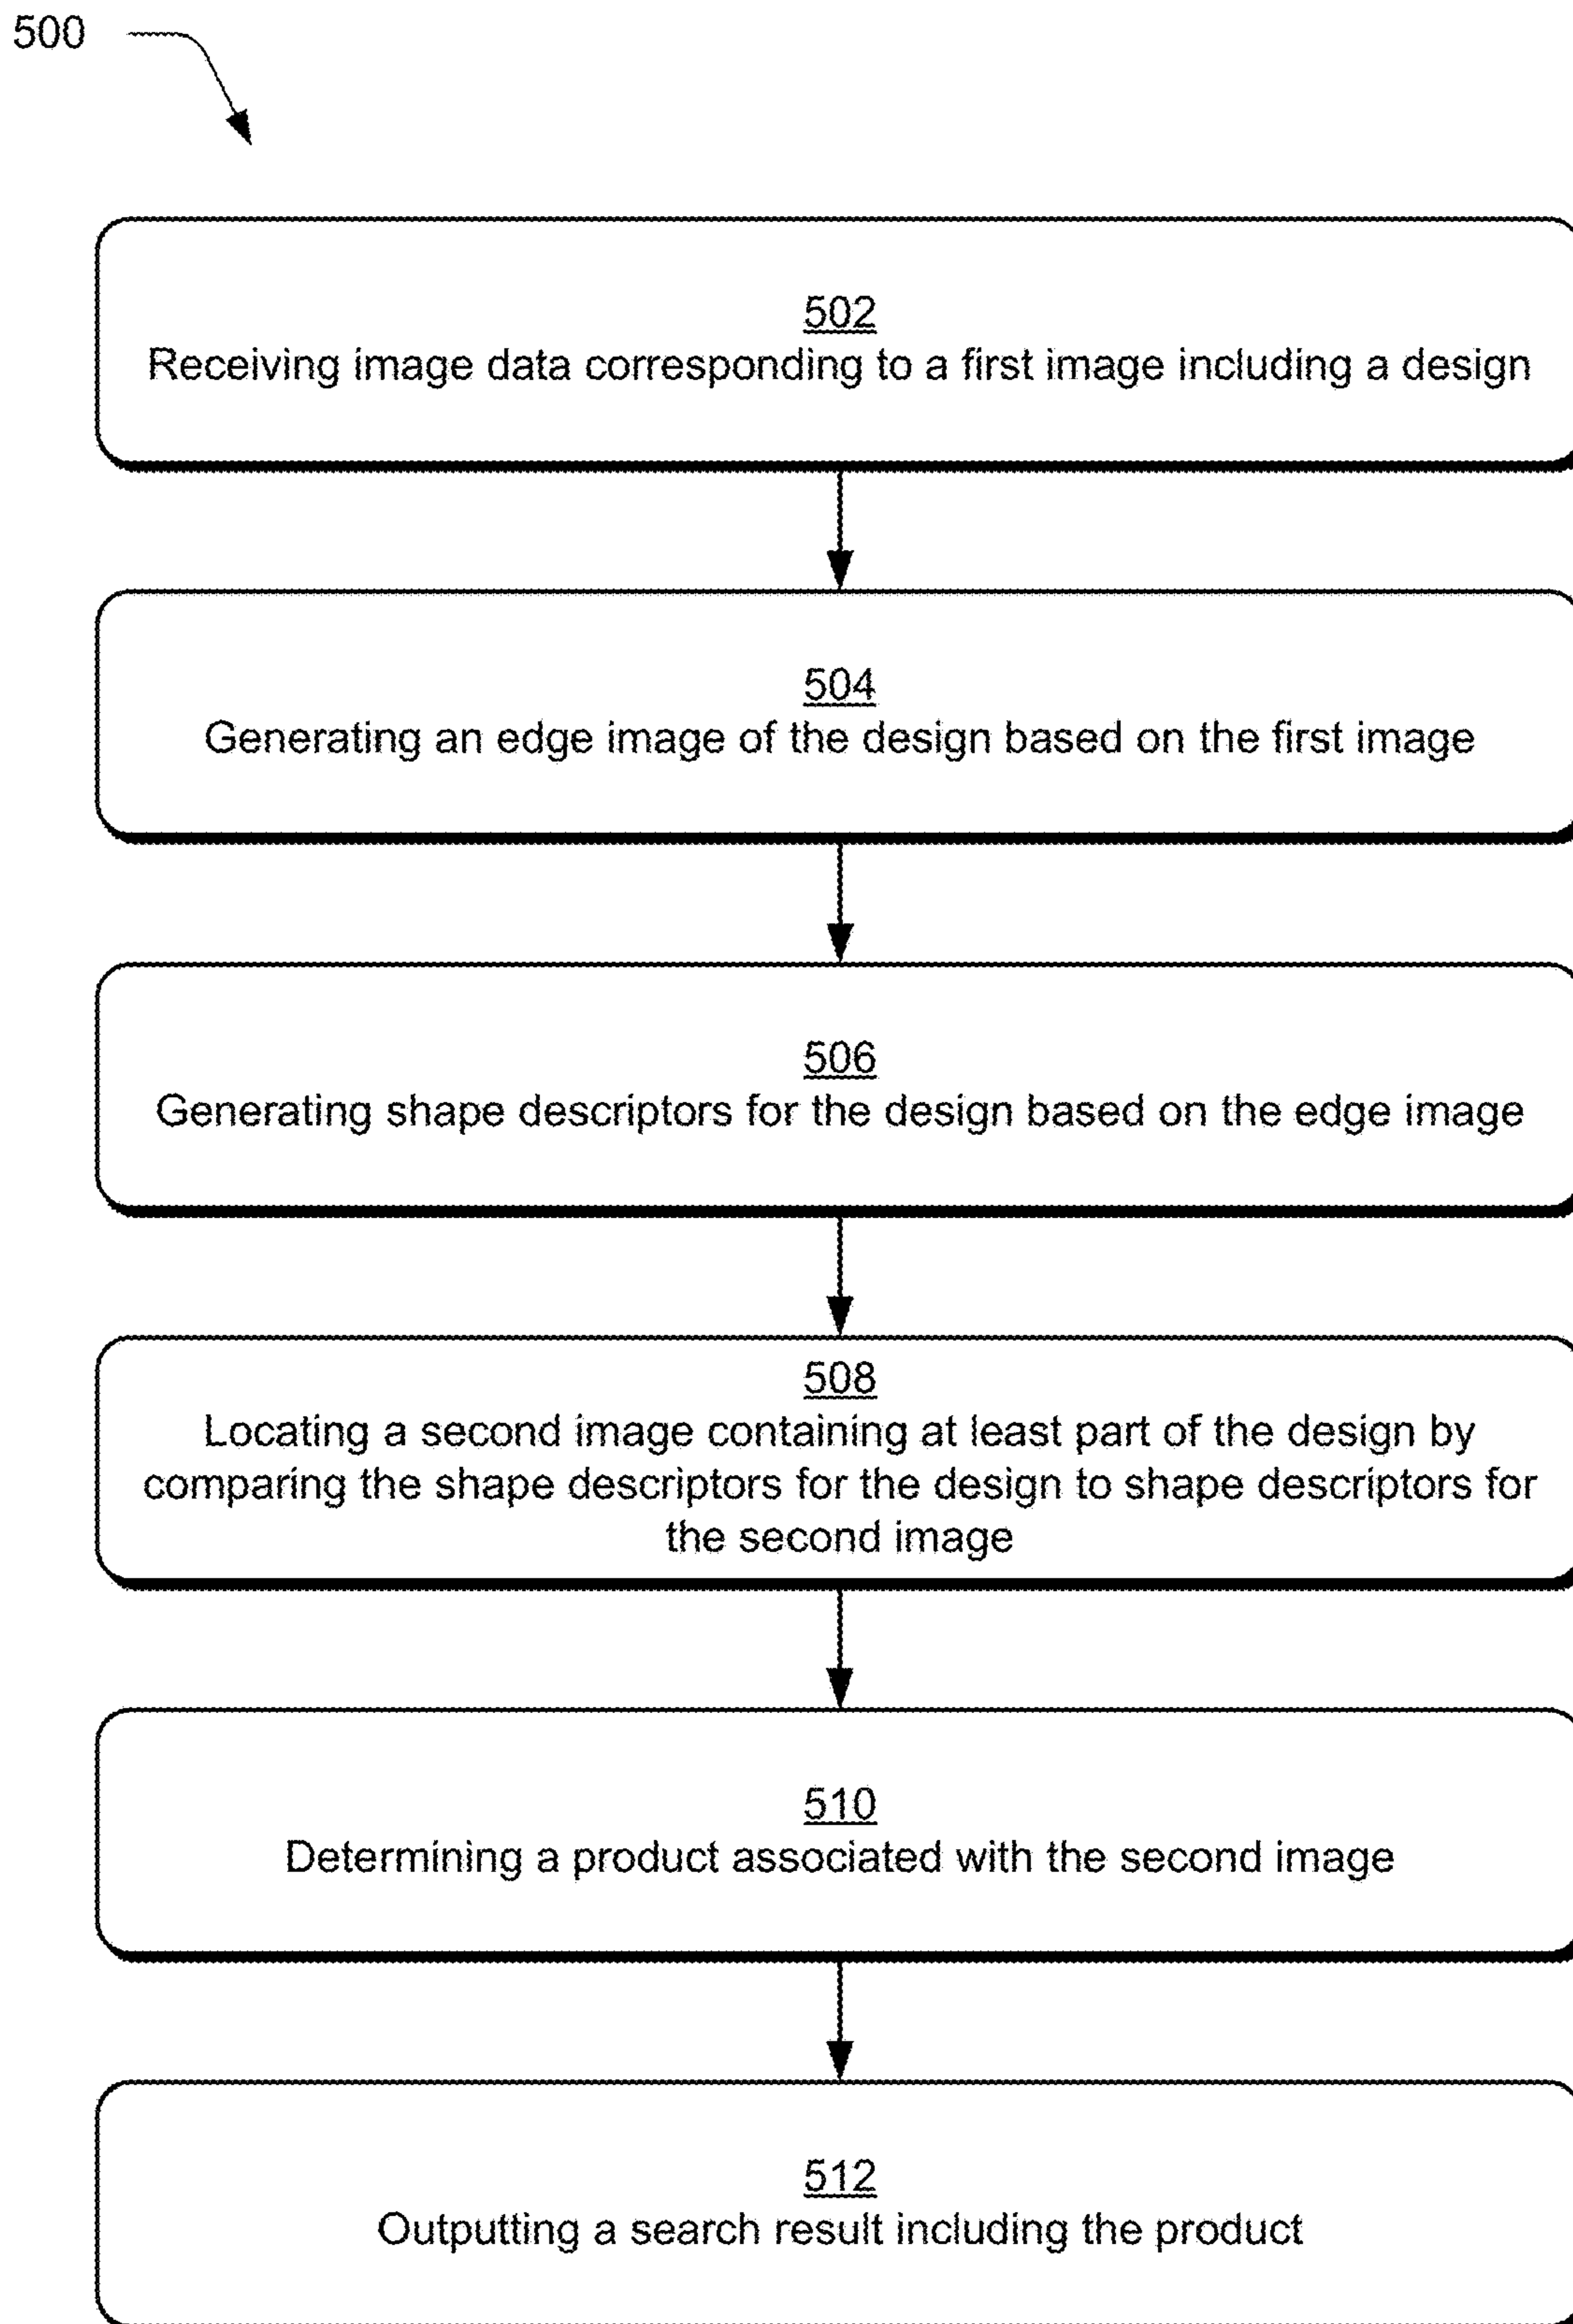 500
502
Receiving image data corresponding to a first image including a design
504
Generating an edge image of the design based on the first image
506
Generating shape descriptors for the design based on the edge image
508
Locating a second image containing at least part of the design by
comparing the shape descriptors for the design to shape descriptors for
the second image
510
Determining a product associated with the second image
512
Outputting a search result including the product